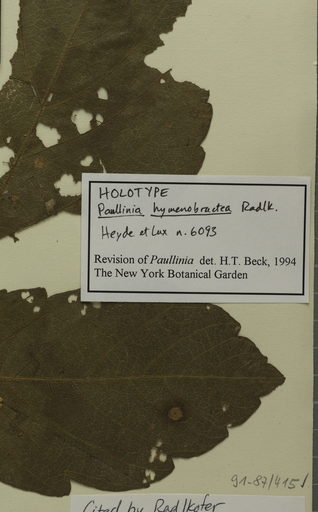 HOLOTYPE
Paullinia hymenobractea Radlk.
Heyde et Lux n. 6093
Revision of Paullinia det. H.T. Beck, 1994
The New York Botanical Garden
91-87/4151
Cited by Radlkofer